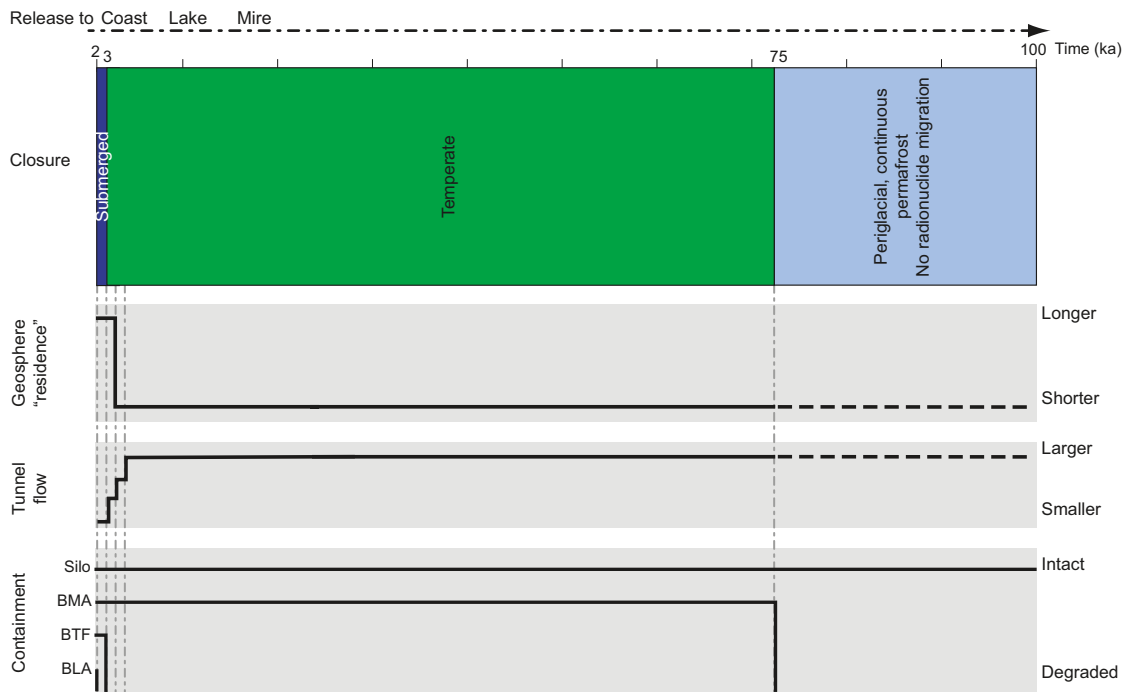 Release to Coast Lake Mire
2 3 75 100 Time (ka)
Closure
Submerged
Temperate
Periglacial, continuous
permafrost
No radionuclide migration
Geosphere
"residence"
Longer
Shorter
Tunnel
flow
Larger
Smaller
Containment
Silo
BMA
BTF
BLA
Intact
Degraded